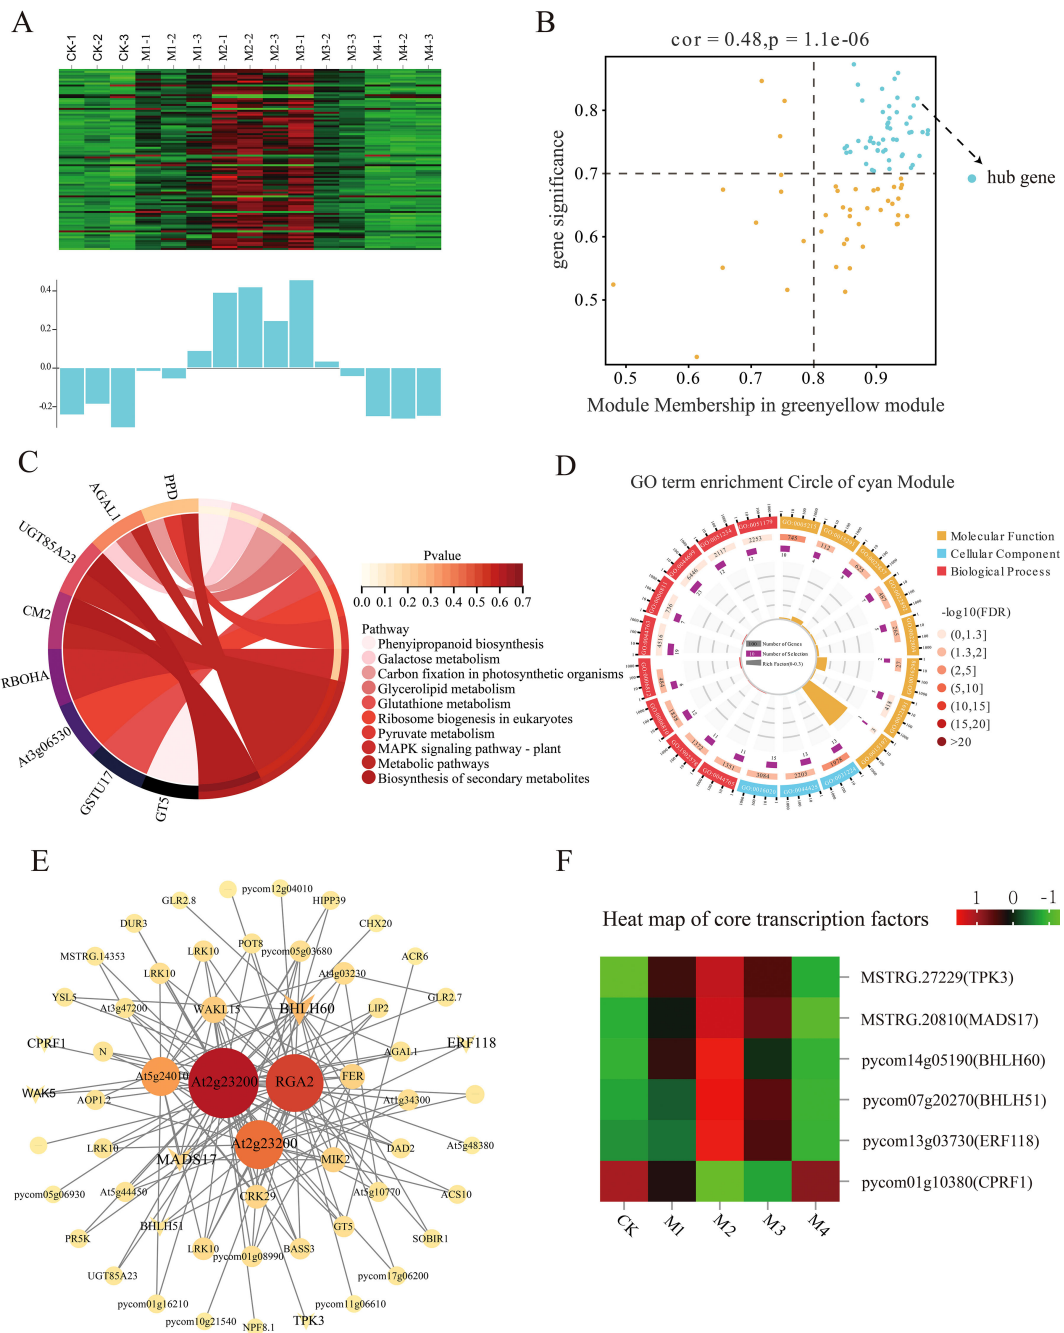 A
CK-1
CK-2
CK-3
M1-1
M1-2
M1-3
M2-1
M2-2
M2-3
M3-1
M3-2
M3-3
M4-1
M4-2
M4-3
0.4
0.2
0.0
-0.2
B
cor = 0.48,p = 1.1e-06
gene significance
0.8
0.7
0.6
0.5
0.5
0.6
0.7
0.8
0.9
Module Membership in greenyellow module
hub gene
C
PPD
AGAL1
UGT85A23
CM2
RBOHA
At3g06530
GSTU17
GT5
Pvalue
0.0 0.1 0.2 0.3 0.4 0.5 0.6 0.7
Pathway
Phenyipropanoid biosynthesis
Galactose metabolism
Carbon fixation in photosynthetic organisms
Glycerolipid metabolism
Glutathione metabolism
Ribosome biogenesis in eukaryotes
Pyruvate metabolism
MAPK signaling pathway - plant
Metabolic pathways
Biosynthesis of secondary metabolites
D
GO term enrichment Circle of cyan Module
Molecular Function
Cellular Component
Biological Process
-log10(FDR)
(0,1.3]
(1.3,2]
(2,5]
(5,10]
(10,15]
(15,20]
>20
Number of Genes
Number of Selection
Rich Factor(0-0.3)
E
pycom12g04010
GLR2.8
HIPP39
DUR3
CHX20
POT8
LRK10
pycom05g03680
MSTRG.14353
ACR6
LRK10
At4g03230
YSL5
At3g47200
WAKL15
BHLH60
LIP2
GLR2.7
CPRF1
N
AGAL1
ERF118
At5g24010
At2g23200
RGA2
FER
WAK5
AOP1.2
At1g34300
LRK10
At2g23200
DAD2
At5g48380
MADS17
MIK2
pycom05g06930
At5g44450
CRK29
At5g10770
ACS10
BHLH51
GT5
PR5K
LRK10
pycom01g08990
BASS3
SOBIR1
UGT85A23
pycom17g06200
pycom01g16210
pycom11g06610
pycom10g21540
NPF8.1
TPK3
F
1
0
-1
Heat map of core transcription factors
MSTRG.27229(TPK3)
MSTRG.20810(MADS17)
pycom14g05190(BHLH60)
pycom07g20270(BHLH51)
pycom13g03730(ERF118)
pycom01g10380(CPRF1)
CK
M1
M2
M3
M4